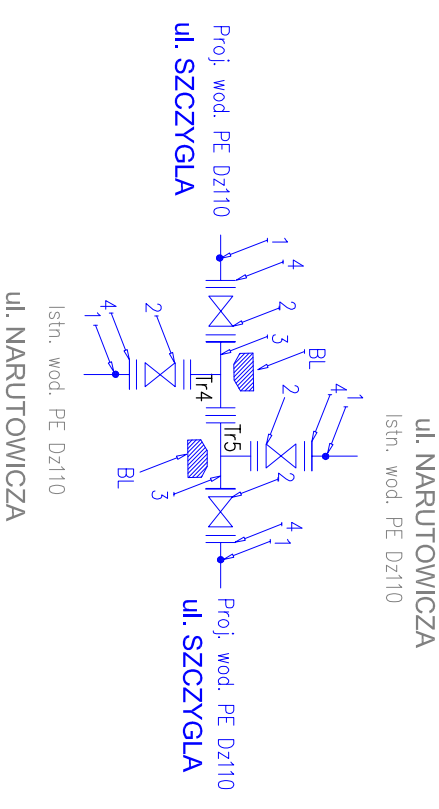 Proj. wod. PE Dz110
ul. SZCZYGLA
ul. NARUTOWICZA
Istn. wod. PE Dz110
1
4
2
3
BL
1
4
2
Tr4
Tr5
2
4
1
2
BL
3
4
1
Istn. wod. PE Dz110
ul. NARUTOWICZA
Proj. wod. PE Dz110
ul. SZCZYGLA